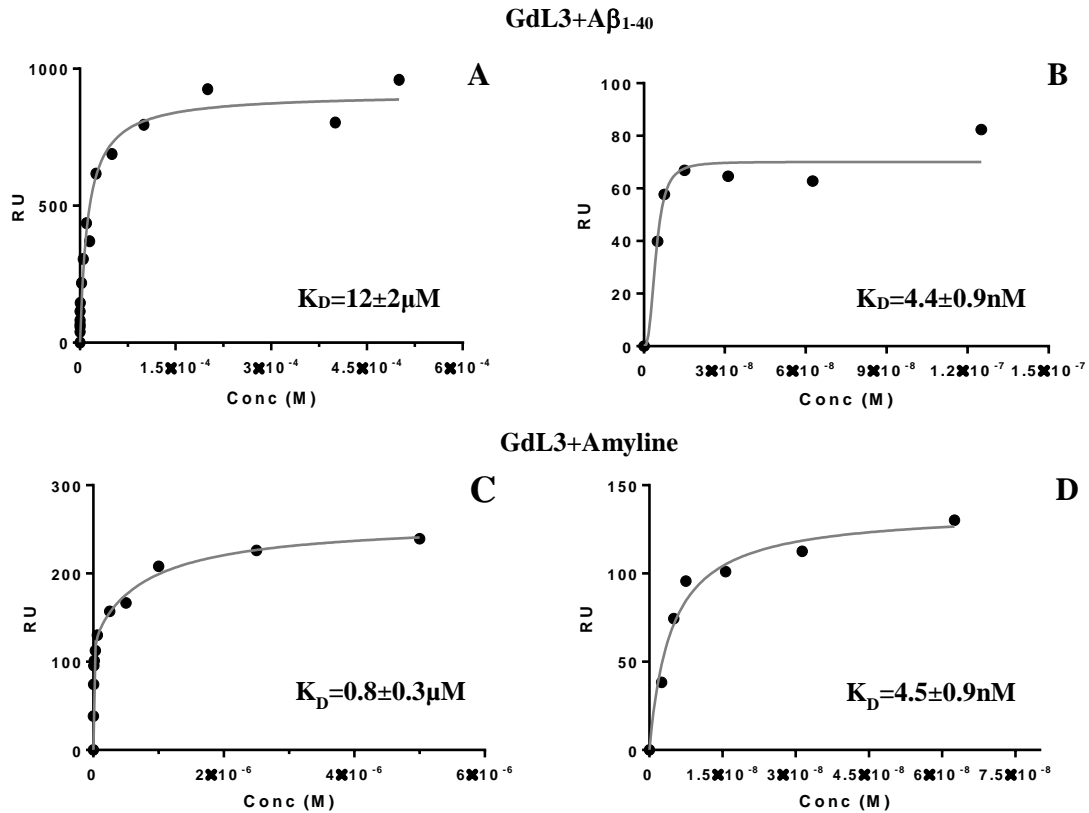 GdL3+Aβ1-40
A
1000
500
0
RU
KD=12±2µM
0 1.5✖10-4 3✖10-4 4.5✖10-4 6✖10-4
Conc (M)
B
100
80
60
40
20
0
RU
KD=4.4±0.9nM
0 3✖10-8 6✖10-8 9✖10-8 1.2✖10-7 1.5✖10-7
Conc (M)
GdL3+Amyline
C
300
200
100
0
RU
KD=0.8±0.3µM
0 2✖10-6 4✖10-6 6✖10-6
Conc (M)
D
150
100
50
0
RU
KD=4.5±0.9nM
0 1.5✖10-8 3✖10-8 4.5✖10-8 6✖10-8 7.5✖10-8
Conc (M)